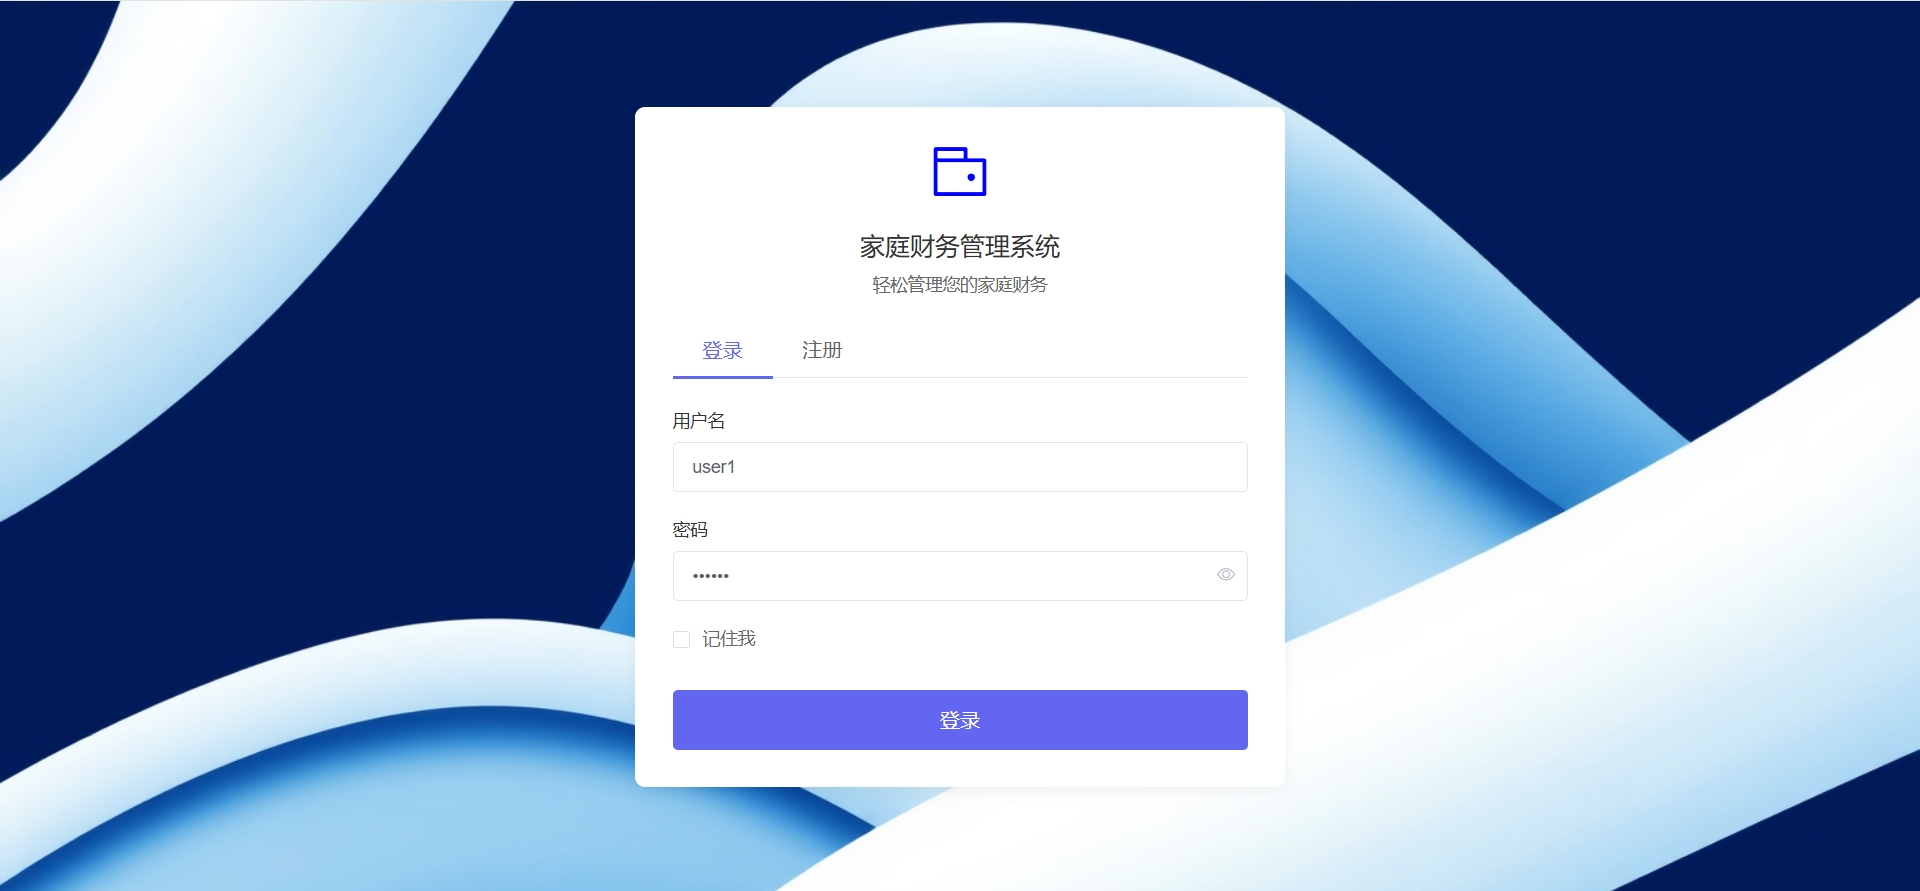 家庭财务管理系统
轻松管理您的家庭财务
登录 注册
用户名
user1
密码
••••••
记住我
登录